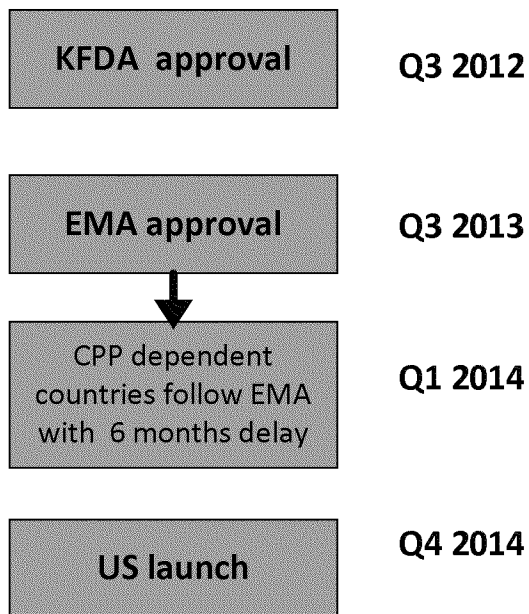 KFDA approval
Q3 2012
EMA approval
Q3 2013
CPP dependent
countries follow EMA
with 6 months delay
Q1 2014
US launch
Q4 2014